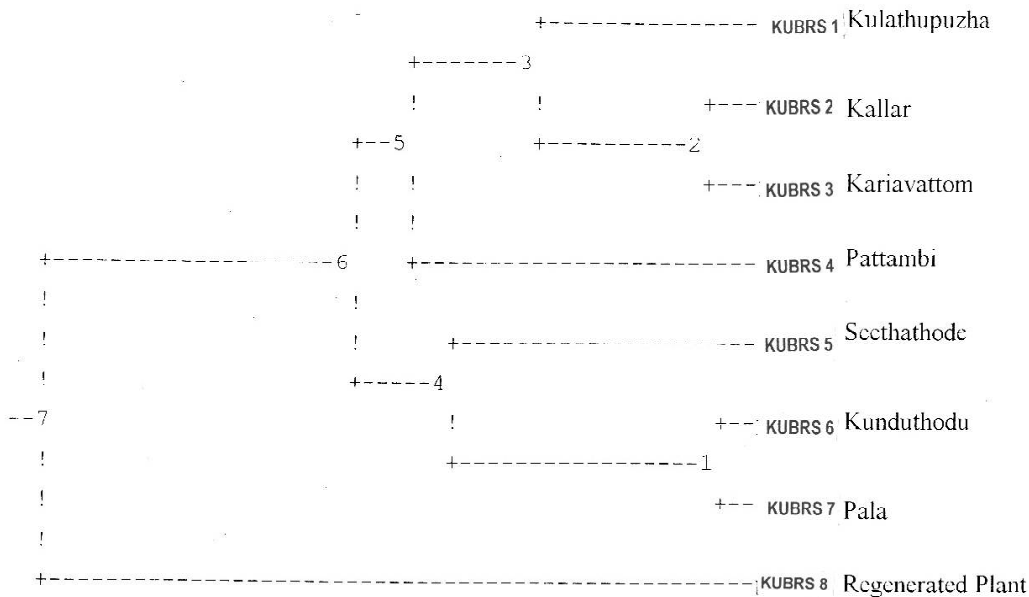 KUBRS 1 Kulathupuzha
3
KUBRS 2 Kallar
5
2
KUBRS 3 Kariavattom
6
KUBRS 4 Pattambi
KUBRS 5 Seethathode
4
7
KUBRS 6 Kunduthodu
1
KUBRS 7 Pala
KUBRS 8 Regenerated Plant